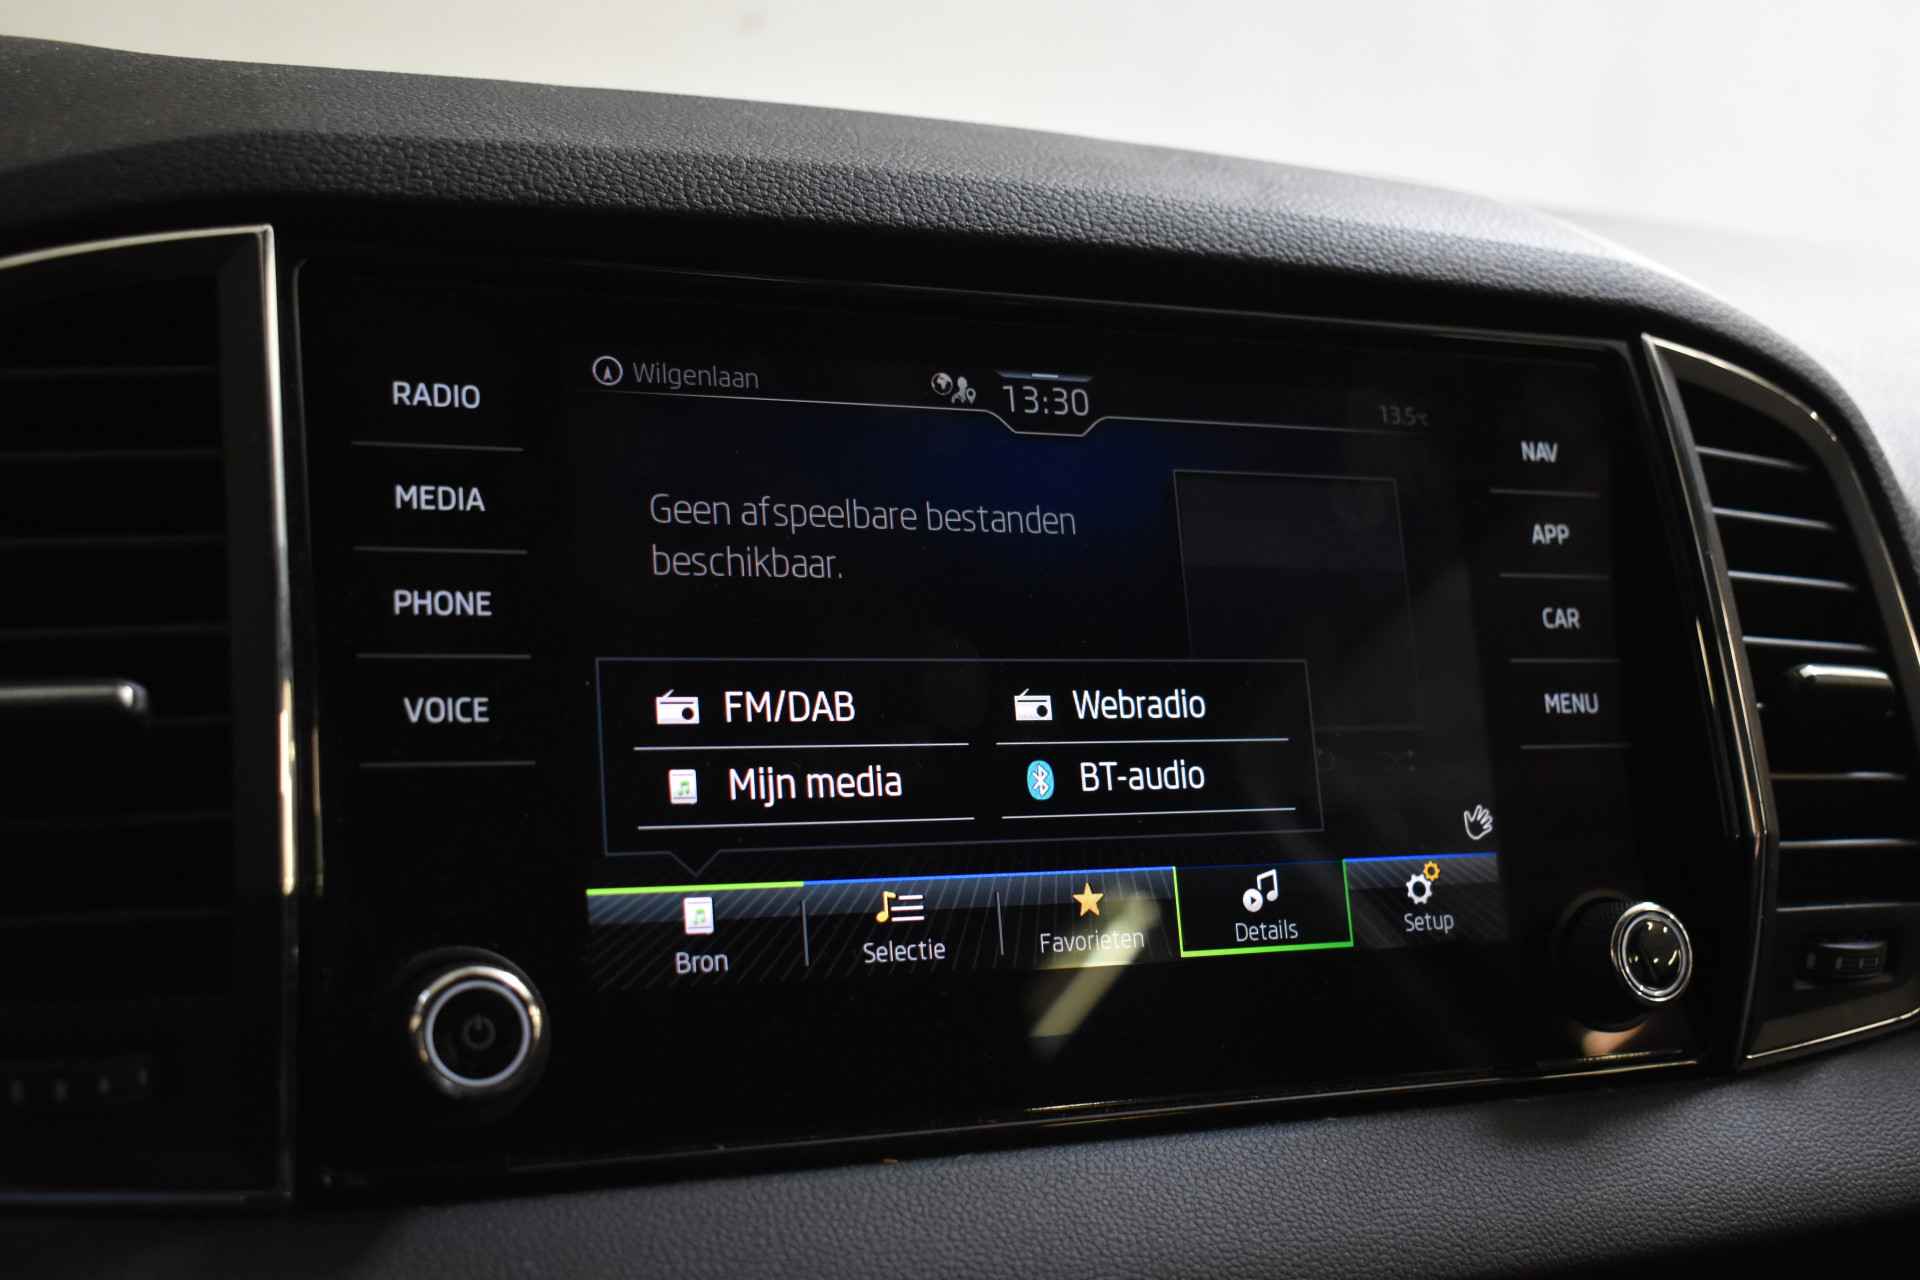 Wilgenlaan
13:30
13.5°C
RADIO
MEDIA
PHONE
VOICE
NAV
APP
CAR
MENU
Geen afspeelbare bestanden
beschikbaar.
FM/DAB
Webradio
Mijn media
BT-audio
Bron
Selectie
Favorieten
Details
Setup